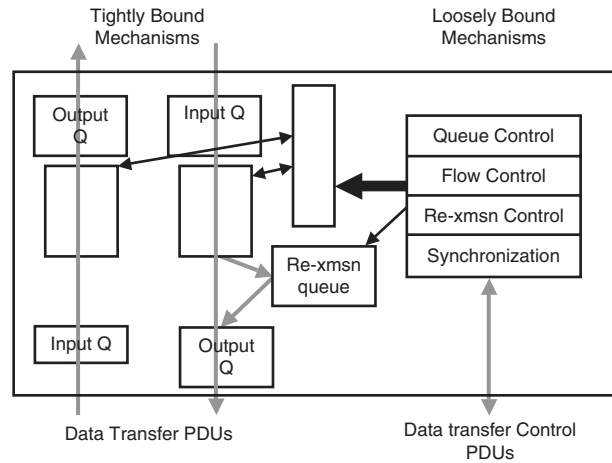 Tightly Bound
Mechanisms
Loosely Bound
Mechanisms
Output
Q
Input Q
Queue Control
Flow Control
Re-xmsn Control
Synchronization
Re-xmsn
queue
Input Q
Output
Q
Data Transfer PDUs
Data transfer Control
PDUs